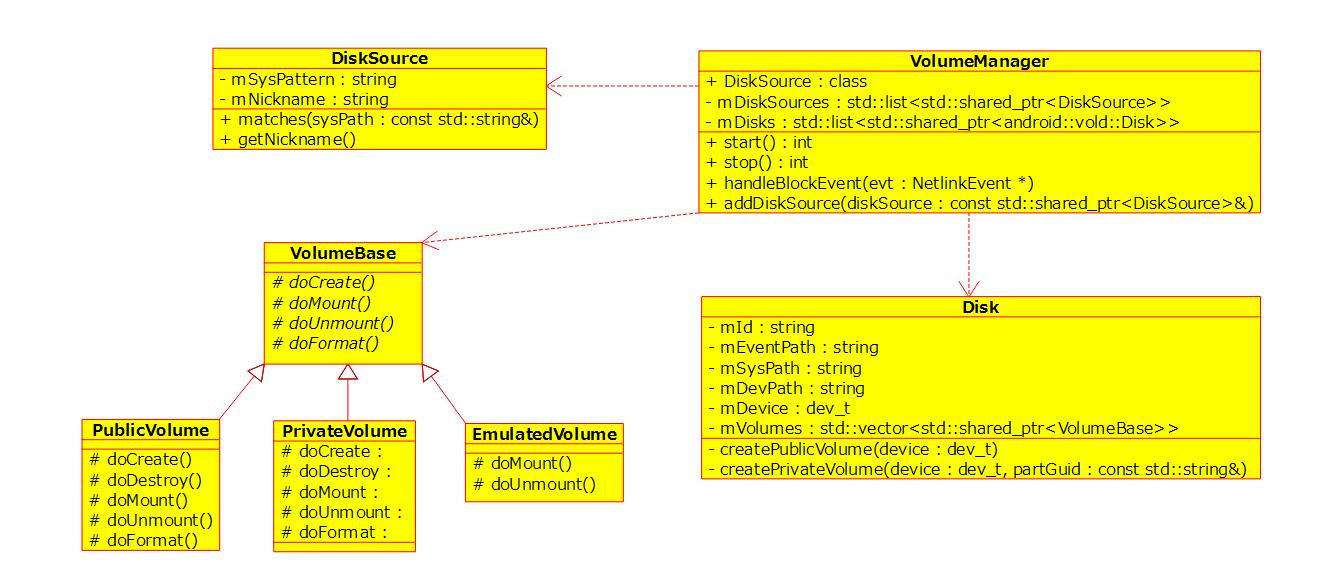 DiskSource
- mSysPattern : string
- mNickname : string
+ matches(sysPath : const std::string&)
+ getNickname()
VolumeManager
+ DiskSource : class
- mDiskSources : std::list<std::shared_ptr<DiskSource>>
- mDisks : std::list<std::shared_ptr<android::vold::Disk>>
+ start() : int
+ stop() : int
+ handleBlockEvent(evt : NetlinkEvent *)
+ addDiskSource(diskSource : const std::shared_ptr<DiskSource>&)
VolumeBase
# doCreate()
# doMount()
# doUnmount()
# doFormat()
Disk
- mId : string
- mEventPath : string
- mSysPath : string
- mDevPath : string
- mDevice : dev_t
- mVolumes : std::vector<std::shared_ptr<VolumeBase>>
- createPublicVolume(device : dev_t)
- createPrivateVolume(device : dev_t, partGuid : const std::string&)
PublicVolume
# doCreate()
# doDestroy()
# doMount()
# doUnmount()
# doFormat()
PrivateVolume
# doCreate :
# doDestroy :
# doMount :
# doUnmount :
# doFormat :
EmulatedVolume
# doMount()
# doUnmount()